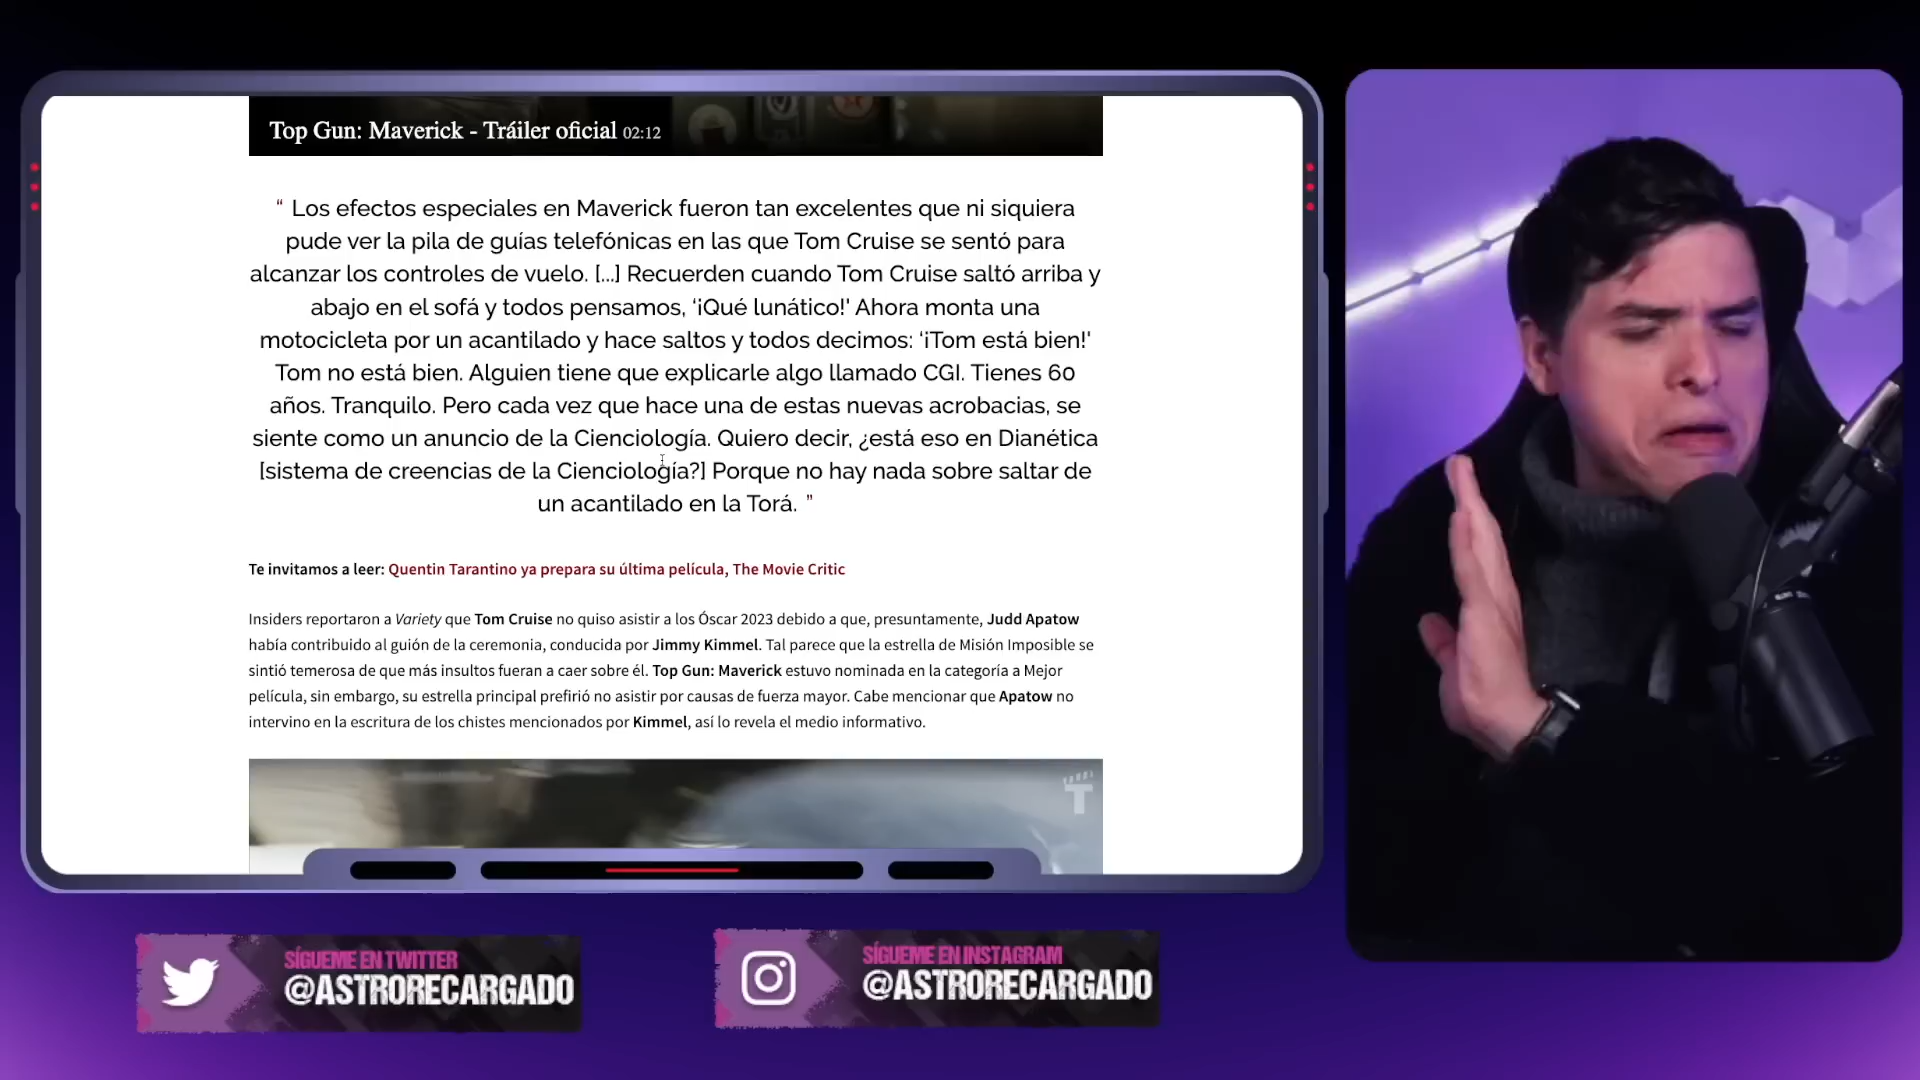 Top Gun: Maverick - Tráiler oficial 02:12
“ Los efectos especiales en Maverick fueron tan excelentes que ni siquiera
pude ver la pila de guías telefónicas en las que Tom Cruise se sentó para
alcanzar los controles de vuelo. [...] Recuerden cuando Tom Cruise saltó arriba y
abajo en el sofá y todos pensamos, ‘¡Qué lunático!' Ahora monta una
motocicleta por un acantilado y hace saltos y todos decimos: ‘¡Tom está bien!'
Tom no está bien. Alguien tiene que explicarle algo llamado CGI. Tienes 60
años. Tranquilo. Pero cada vez que hace una de estas nuevas acrobacias, se
siente como un anuncio de la Cienciología. Quiero decir, ¿está eso en Dianética
[sistema de creencias de la Cienciología?] Porque no hay nada sobre saltar de
un acantilado en la Torá. ”
Te invitamos a leer: Quentin Tarantino ya prepara su última película, The Movie Critic
Insiders reportaron a Variety que Tom Cruise no quiso asistir a los Óscar 2023 debido a que, presuntamente, Judd Apatow
había contribuido al guión de la ceremonia, conducida por Jimmy Kimmel. Tal parece que la estrella de Misión Imposible se
sintió temerosa de que más insultos fueran a caer sobre él. Top Gun: Maverick estuvo nominada en la categoría a Mejor
película, sin embargo, su estrella principal prefirió no asistir por causas de fuerza mayor. Cabe mencionar que Apatow no
intervino en la escritura de los chistes mencionados por Kimmel, así lo revela el medio informativo.
T
SÍGUEME EN TWITTER
@ASTRORECARGADO
SÍGUEME EN INSTAGRAM
@ASTRORECARGADO